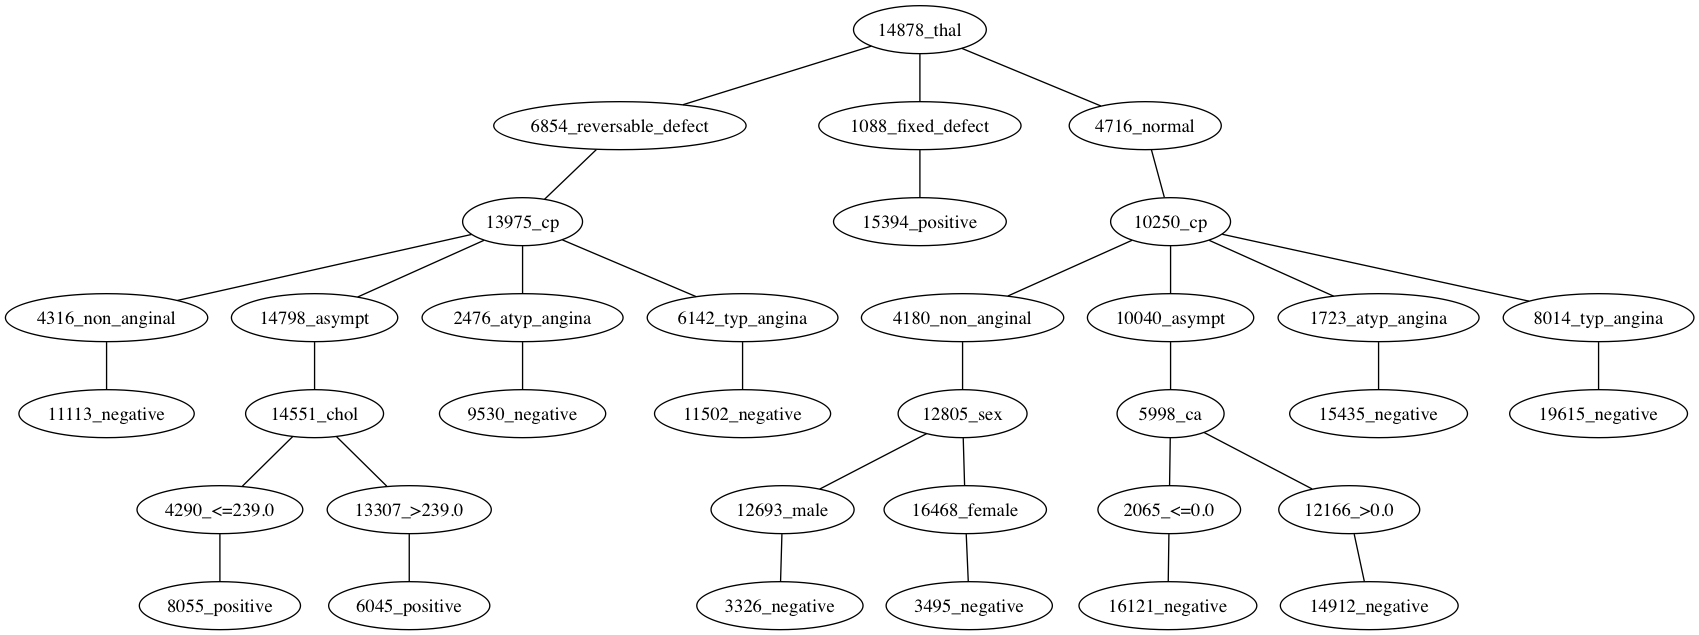 14878_thal
6854_reversable_defect
1088_fixed_defect
4716_normal
13975_cp
15394_positive
10250_cp
4316_non_anginal
14798_asympt
2476_atyp_angina
6142_typ_angina
4180_non_anginal
10040_asympt
1723_atyp_angina
8014_typ_angina
11113_negative
14551_chol
9530_negative
11502_negative
12805_sex
5998_ca
15435_negative
19615_negative
4290_<=239.0
13307_>239.0
12693_male
16468_female
2065_<=0.0
12166_>0.0
8055_positive
6045_positive
3326_negative
3495_negative
16121_negative
14912_negative